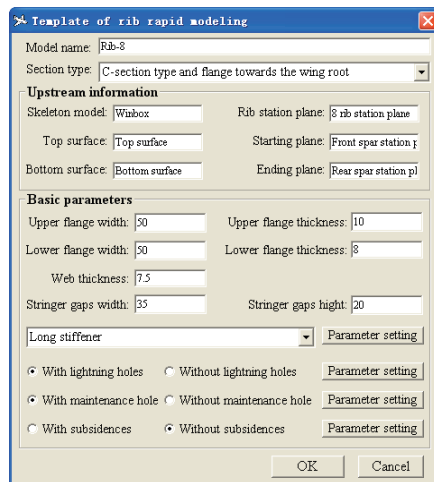 Template of rib rapid modeling
Model name: Rib-8
Section type: C-section type and flange towards the wing root
Upstream information
Skeleton model: Winbox Rib station plane: 8 rib station plane
Top surface: Top surface Starting plane: Front spar station p
Bottom surface: Bottom surface Ending plane: Rear spar station pl
Basic parameters
Upper flange width: 50 Upper flange thickness: 10
Lower flange width: 50 Lower flange thickness: 8
Web thickness: 7.5
Stringer gaps width: 35 Stringer gaps hight: 20
Long stiffener Parameter setting
With lightning holes Without lightning holes Parameter setting
With maintenance hole Without maintenance hole Parameter setting
With subsidences Without subsidences Parameter setting
OK Cancel